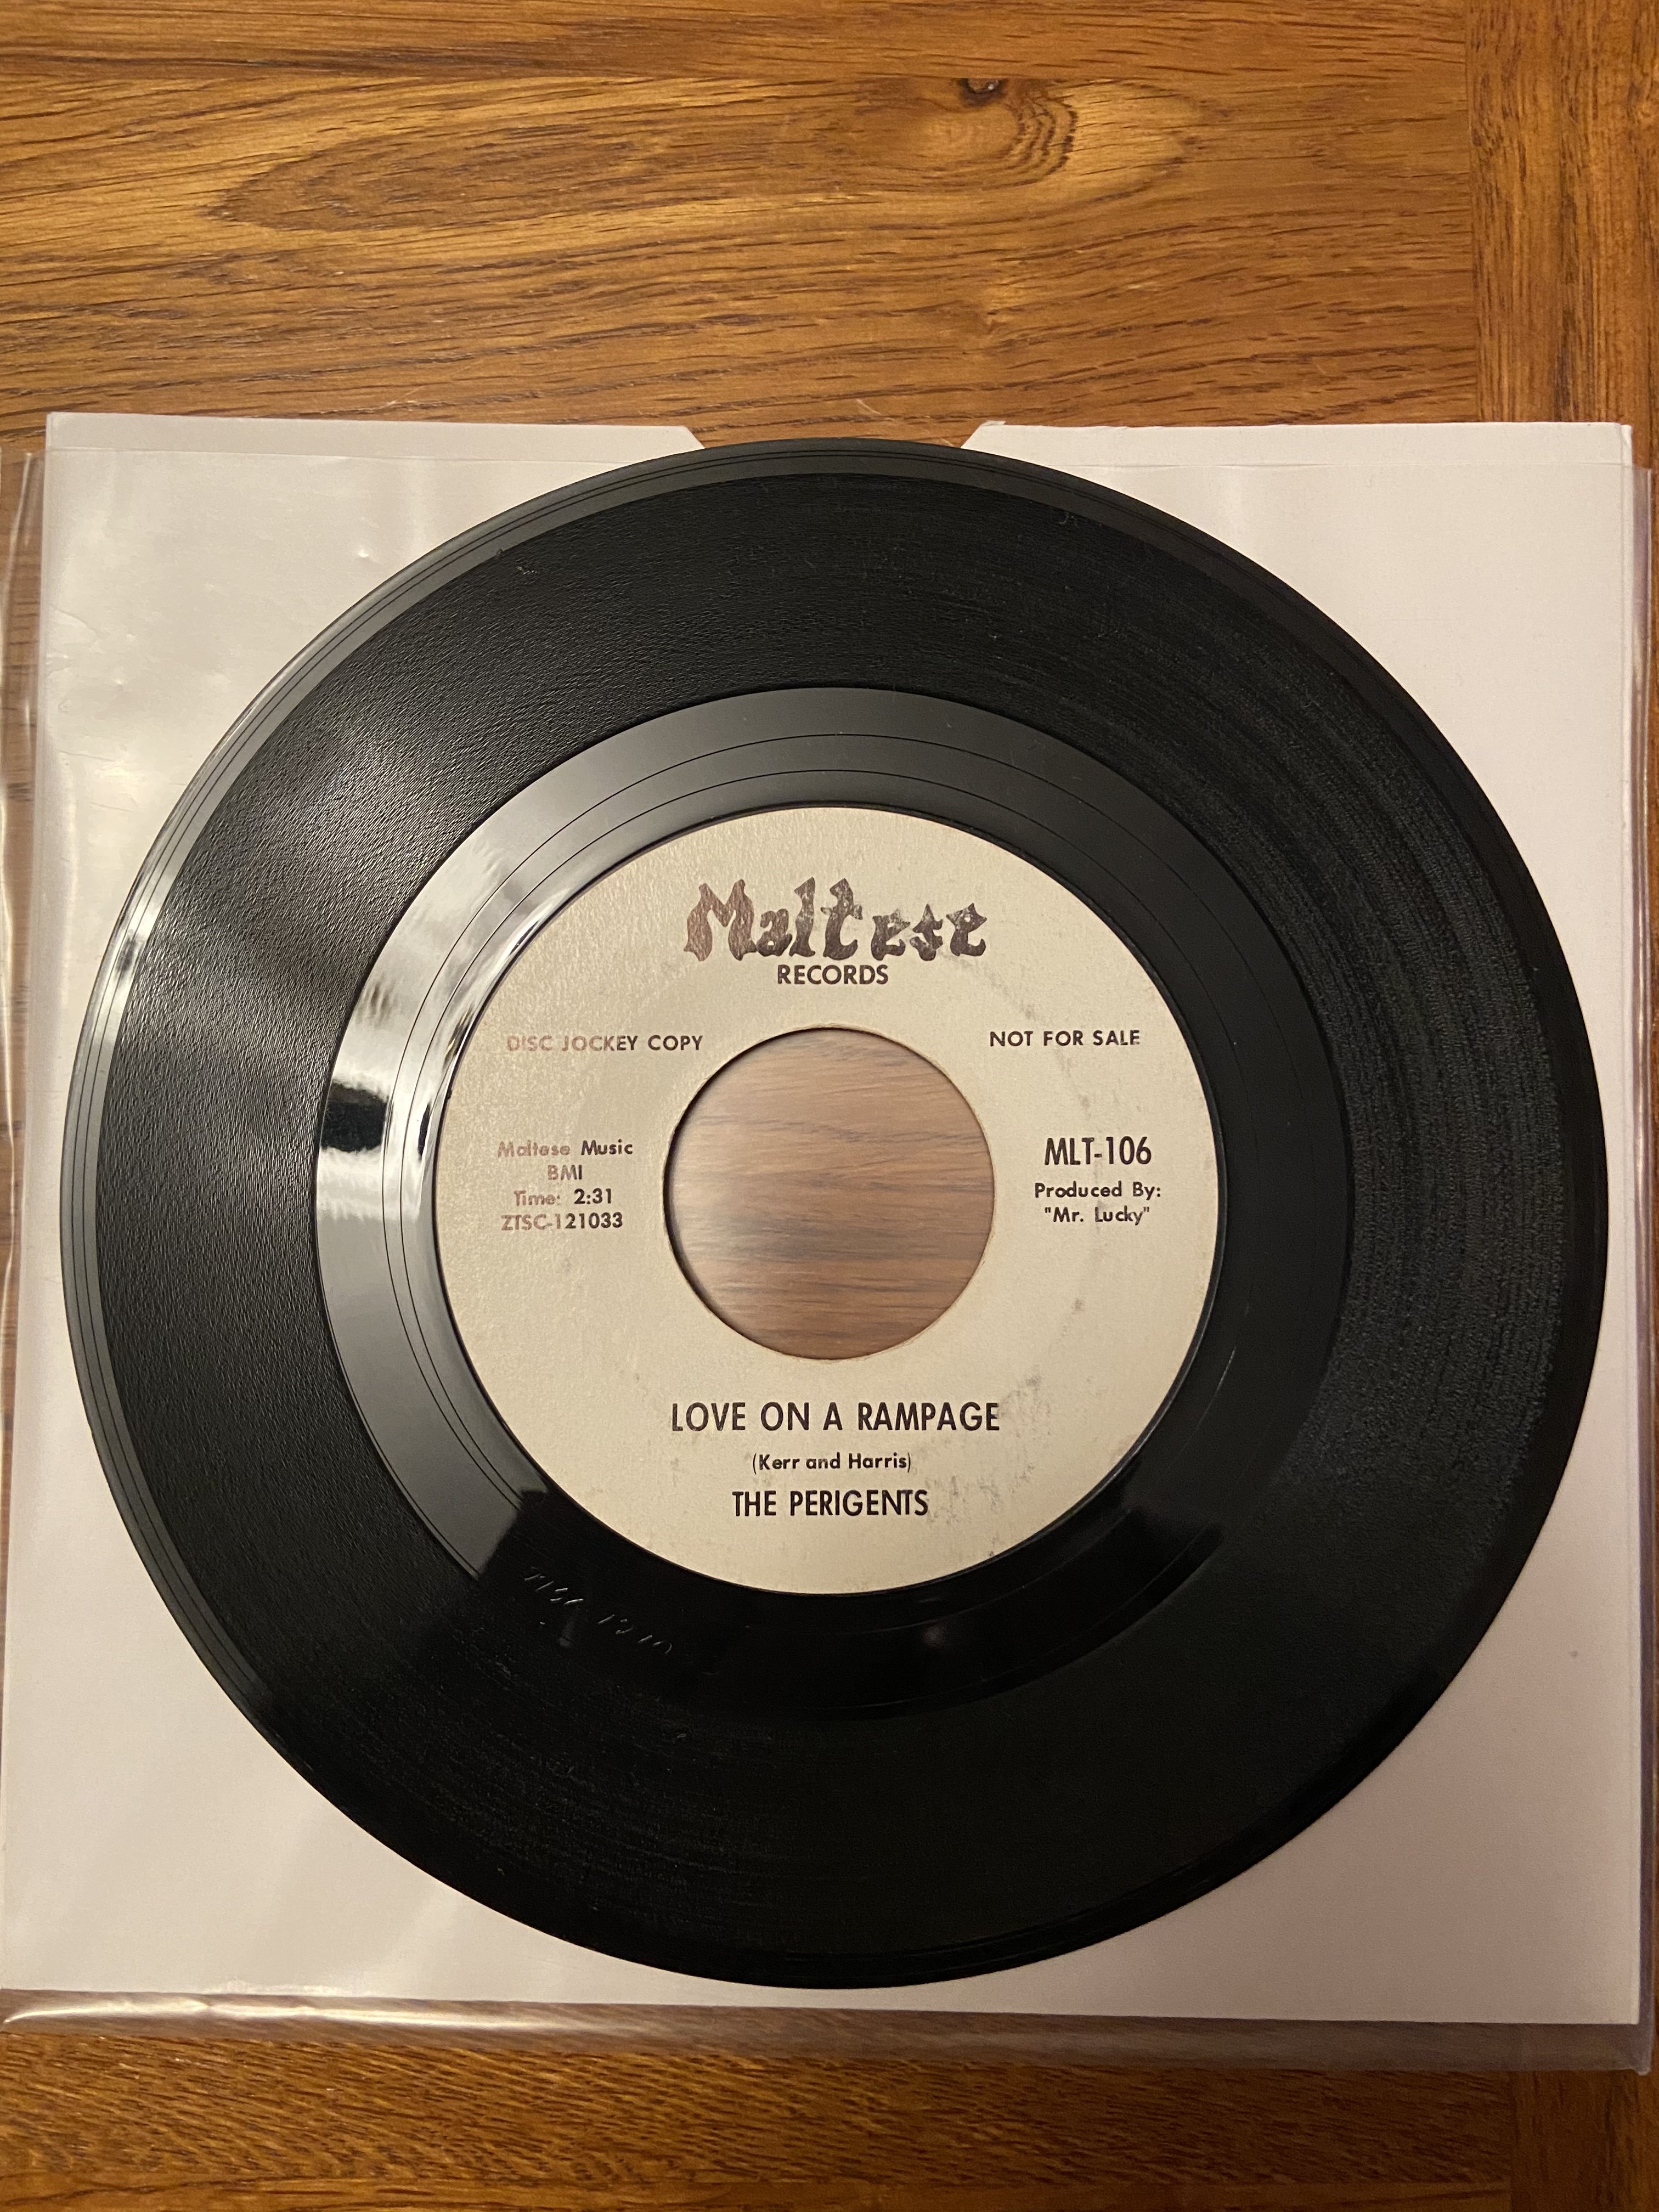 Maltese
RECORDS
DISC JOCKEY COPY
NOT FOR SALE
Maltese Music
BMI
Time: 2:31
ZTSC-121033
MLT-106
Produced By:
"Mr. Lucky"
LOVE ON A RAMPAGE
(Kerr and Harris)
THE PERIGENTS